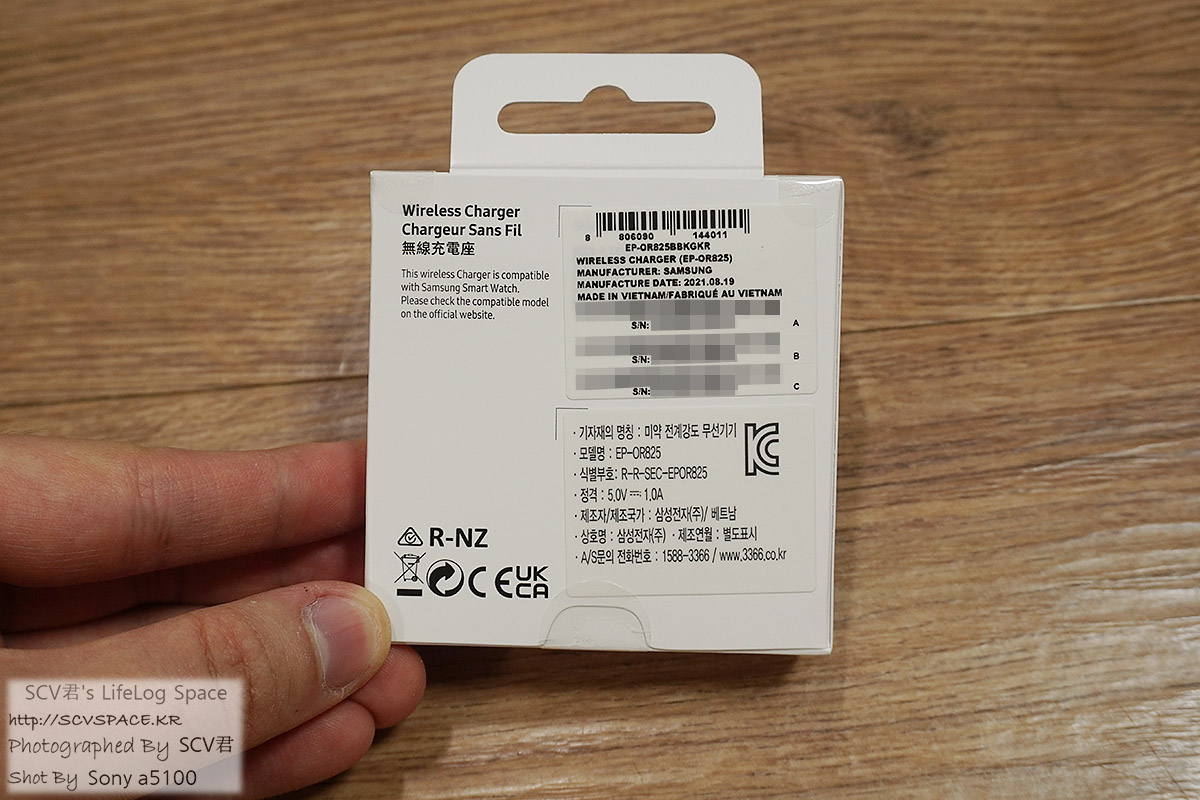 Wireless Charger
Chargeur Sans Fil
無線充電座
This wireless Charger is compatible
with Samsung Smart Watch.
Please check the compatible model
on the official website.
R-NZ
CE UK
CA
8 806090 144011
EP-OR825BBKGKR
WIRELESS CHARGER (EP-OR825)
MANUFACTURER: SAMSUNG
MANUFACTURE DATE: 2021.08.19
MADE IN VIETNAM/FABRIQUÉ AU VIETNAM
S/N: A
S/N: B
S/N: C
· 기자재의 명칭 : 미약 전계강도 무선기기
· 모델명 : EP-OR825
· 식별부호: R-R-SEC-EPOR825
· 정격 : 5.0V ⎓ 1.0A
· 제조자/제조국가 : 삼성전자(주)/ 베트남
· 상호명 : 삼성전자(주) · 제조연월 : 별도표시
· A/S문의 전화번호 : 1588-3366 / www.3366.co.kr
SCV君's LifeLog Space
http://SCVSPACE.KR
Photographed By SCV君
Shot By Sony a5100